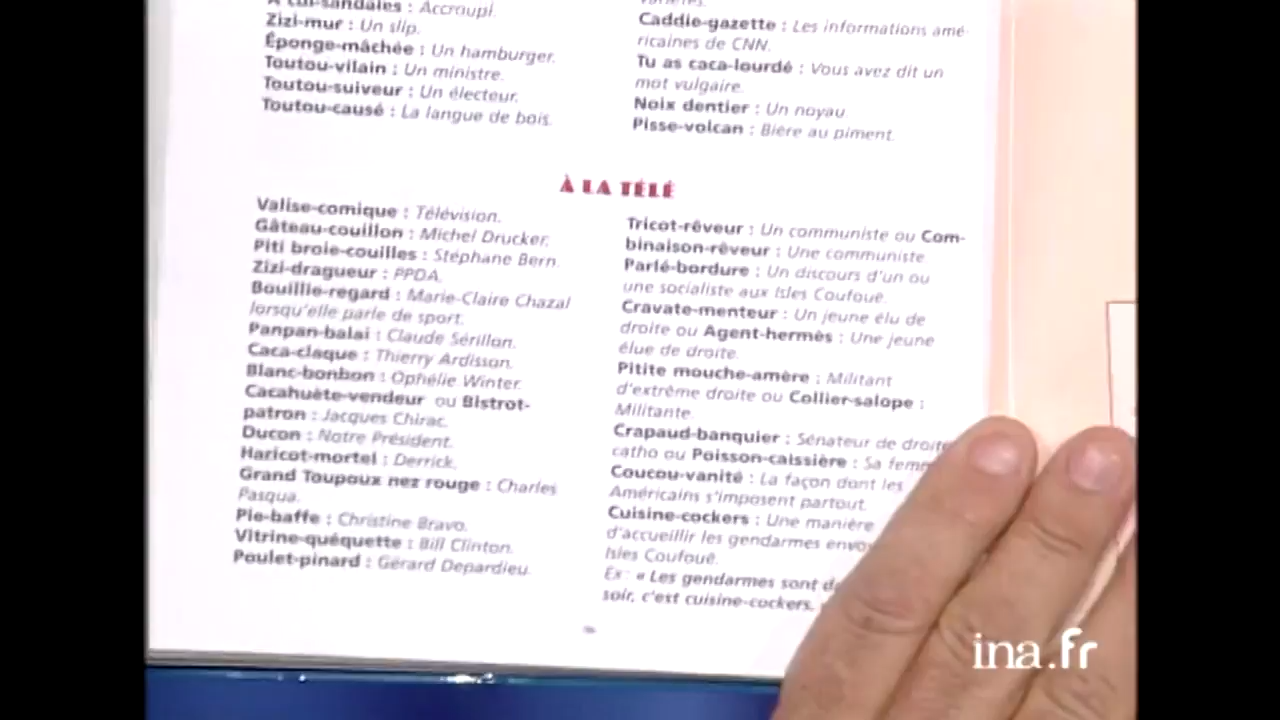 A cui-sandales : Accroupi.
Zizi-mur : Un slip.
Éponge-mâchée : Un hamburger.
Toutou-vilain : Un ministre.
Toutou-suiveur : Un électeur.
Toutou-causé : La langue de bois.
Caddie-gazette : Les informations amé-
ricaines de CNN.
Tu as caca-lourdé : Vous avez dit un
mot vulgaire.
Noix dentier : Un noyau.
Pisse-volcan : Bière au piment.
À LA TÉLÉ
Valise-comique : Télévision.
Gâteau-couillon : Michel Drucker.
Piti broie-couilles : Stéphane Bern.
Zizi-dragueur : PPDA.
Bouillie-regard : Marie-Claire Chazal
lorsqu'elle parle de sport.
Panpan-balai : Claude Sérillon.
Caca-claque : Thierry Ardisson.
Blanc-bonbon : Ophélie Winter.
Cacahuète-vendeur ou Bistrot-
patron : Jacques Chirac.
Ducon : Notre Président.
Haricot-mortel : Derrick.
Grand Toupoux nez rouge : Charles
Pasqua.
Pie-baffe : Christine Bravo.
Vitrine-quéquette : Bill Clinton.
Poulet-pinard : Gérard Depardieu.
Tricot-rêveur : Un communiste ou Com-
binaison-rêveur : Une communiste
Parlé-bordure : Un discours d'un ou
une socialiste aux Isles Coufoué.
Cravate-menteur : Un jeune élu de
droite ou Agent-hermès : Une jeune
élue de droite.
Pitite mouche-amère : Militant
d'extrême droite ou Collier-salope :
Militante.
Crapaud-banquier : Sénateur de droite
catho ou Poisson-caissière : Sa
Coucou-vanité : La façon dont les
Américains s'imposent partout.
Cuisine-cockers : Une manière
d'accueillir les gendarmes
Isles Coufoué.
Ex : « Les gendarmes sont
soir, c'est cuisine-cockers.
ina.fr